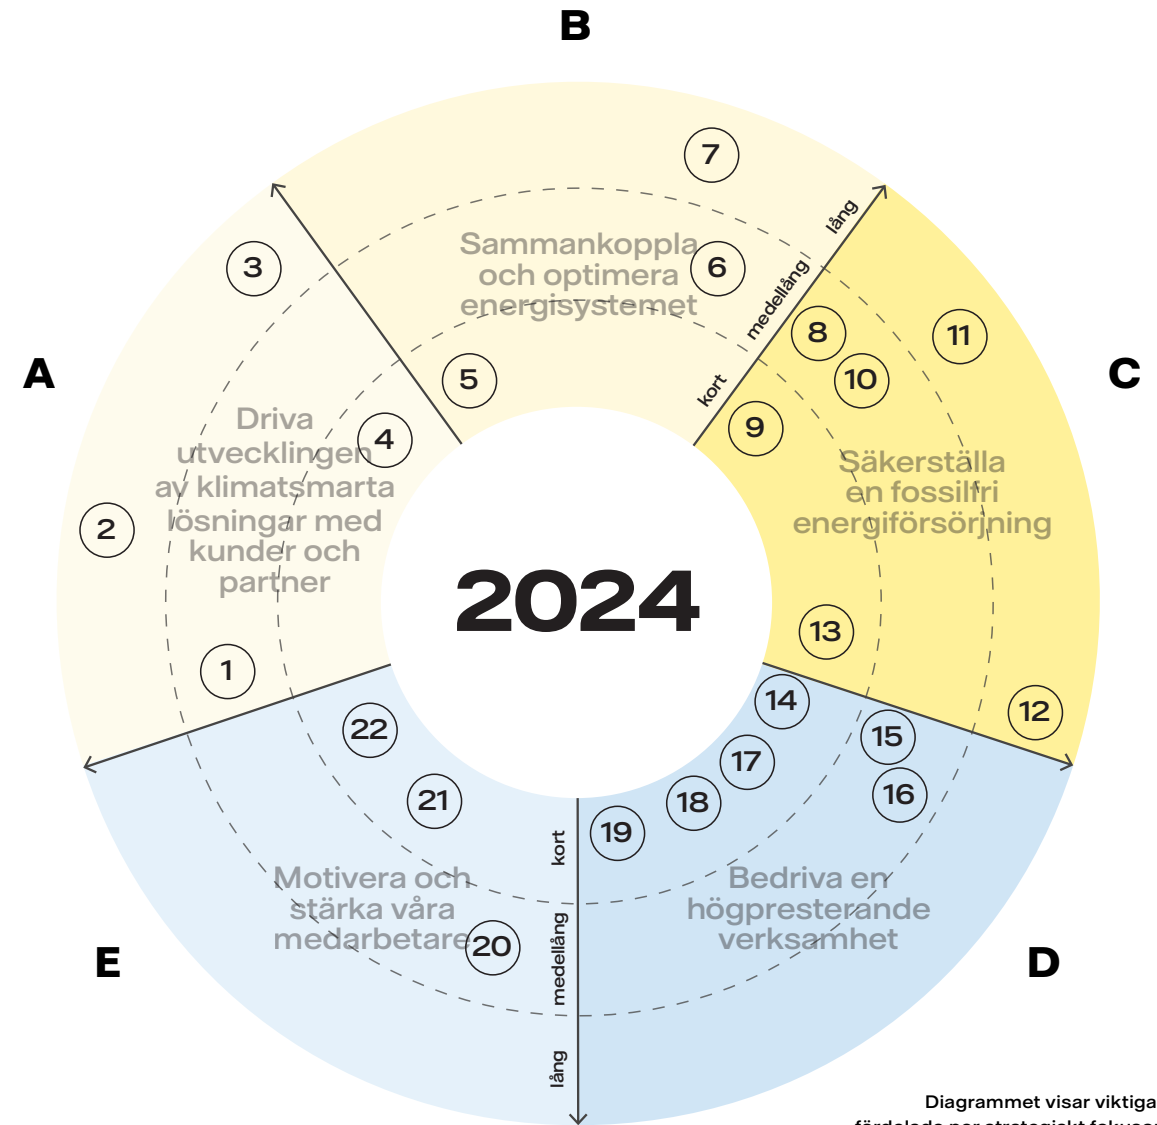 B
7
lång
3
Sammankoppla
och optimera
energisystemet
6
medellång
8
11
A
5
kort
10
C
Driva
utvecklingen
av klimatsmarta
lösningar med
kunder och
partner
4
9
Säkerställa
en fossilfri
energiförsörjning
2
2024
13
1
14
12
22
15
17
21
18
16
19
kort
Motivera och
stärka våra
medarbetare
Bedriva en
högpresterande
verksamhet
20
medellång
E
D
lång
Diagrammet visar viktiga